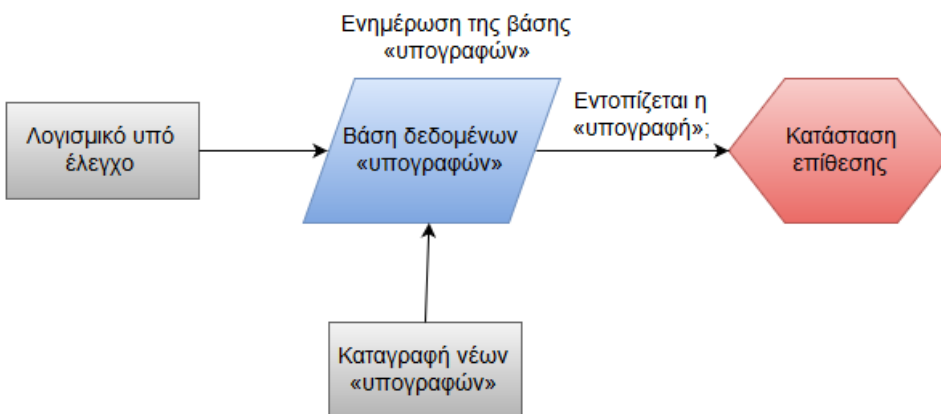 Ενημέρωση της βάσης
«υπογραφών»
Λογισμικό υπό
έλεγχο
Βάση δεδομένων
«υπογραφών»
Εντοπίζεται η
«υπογραφή»;
Κατάσταση
επίθεσης
Καταγραφή νέων
«υπογραφών»